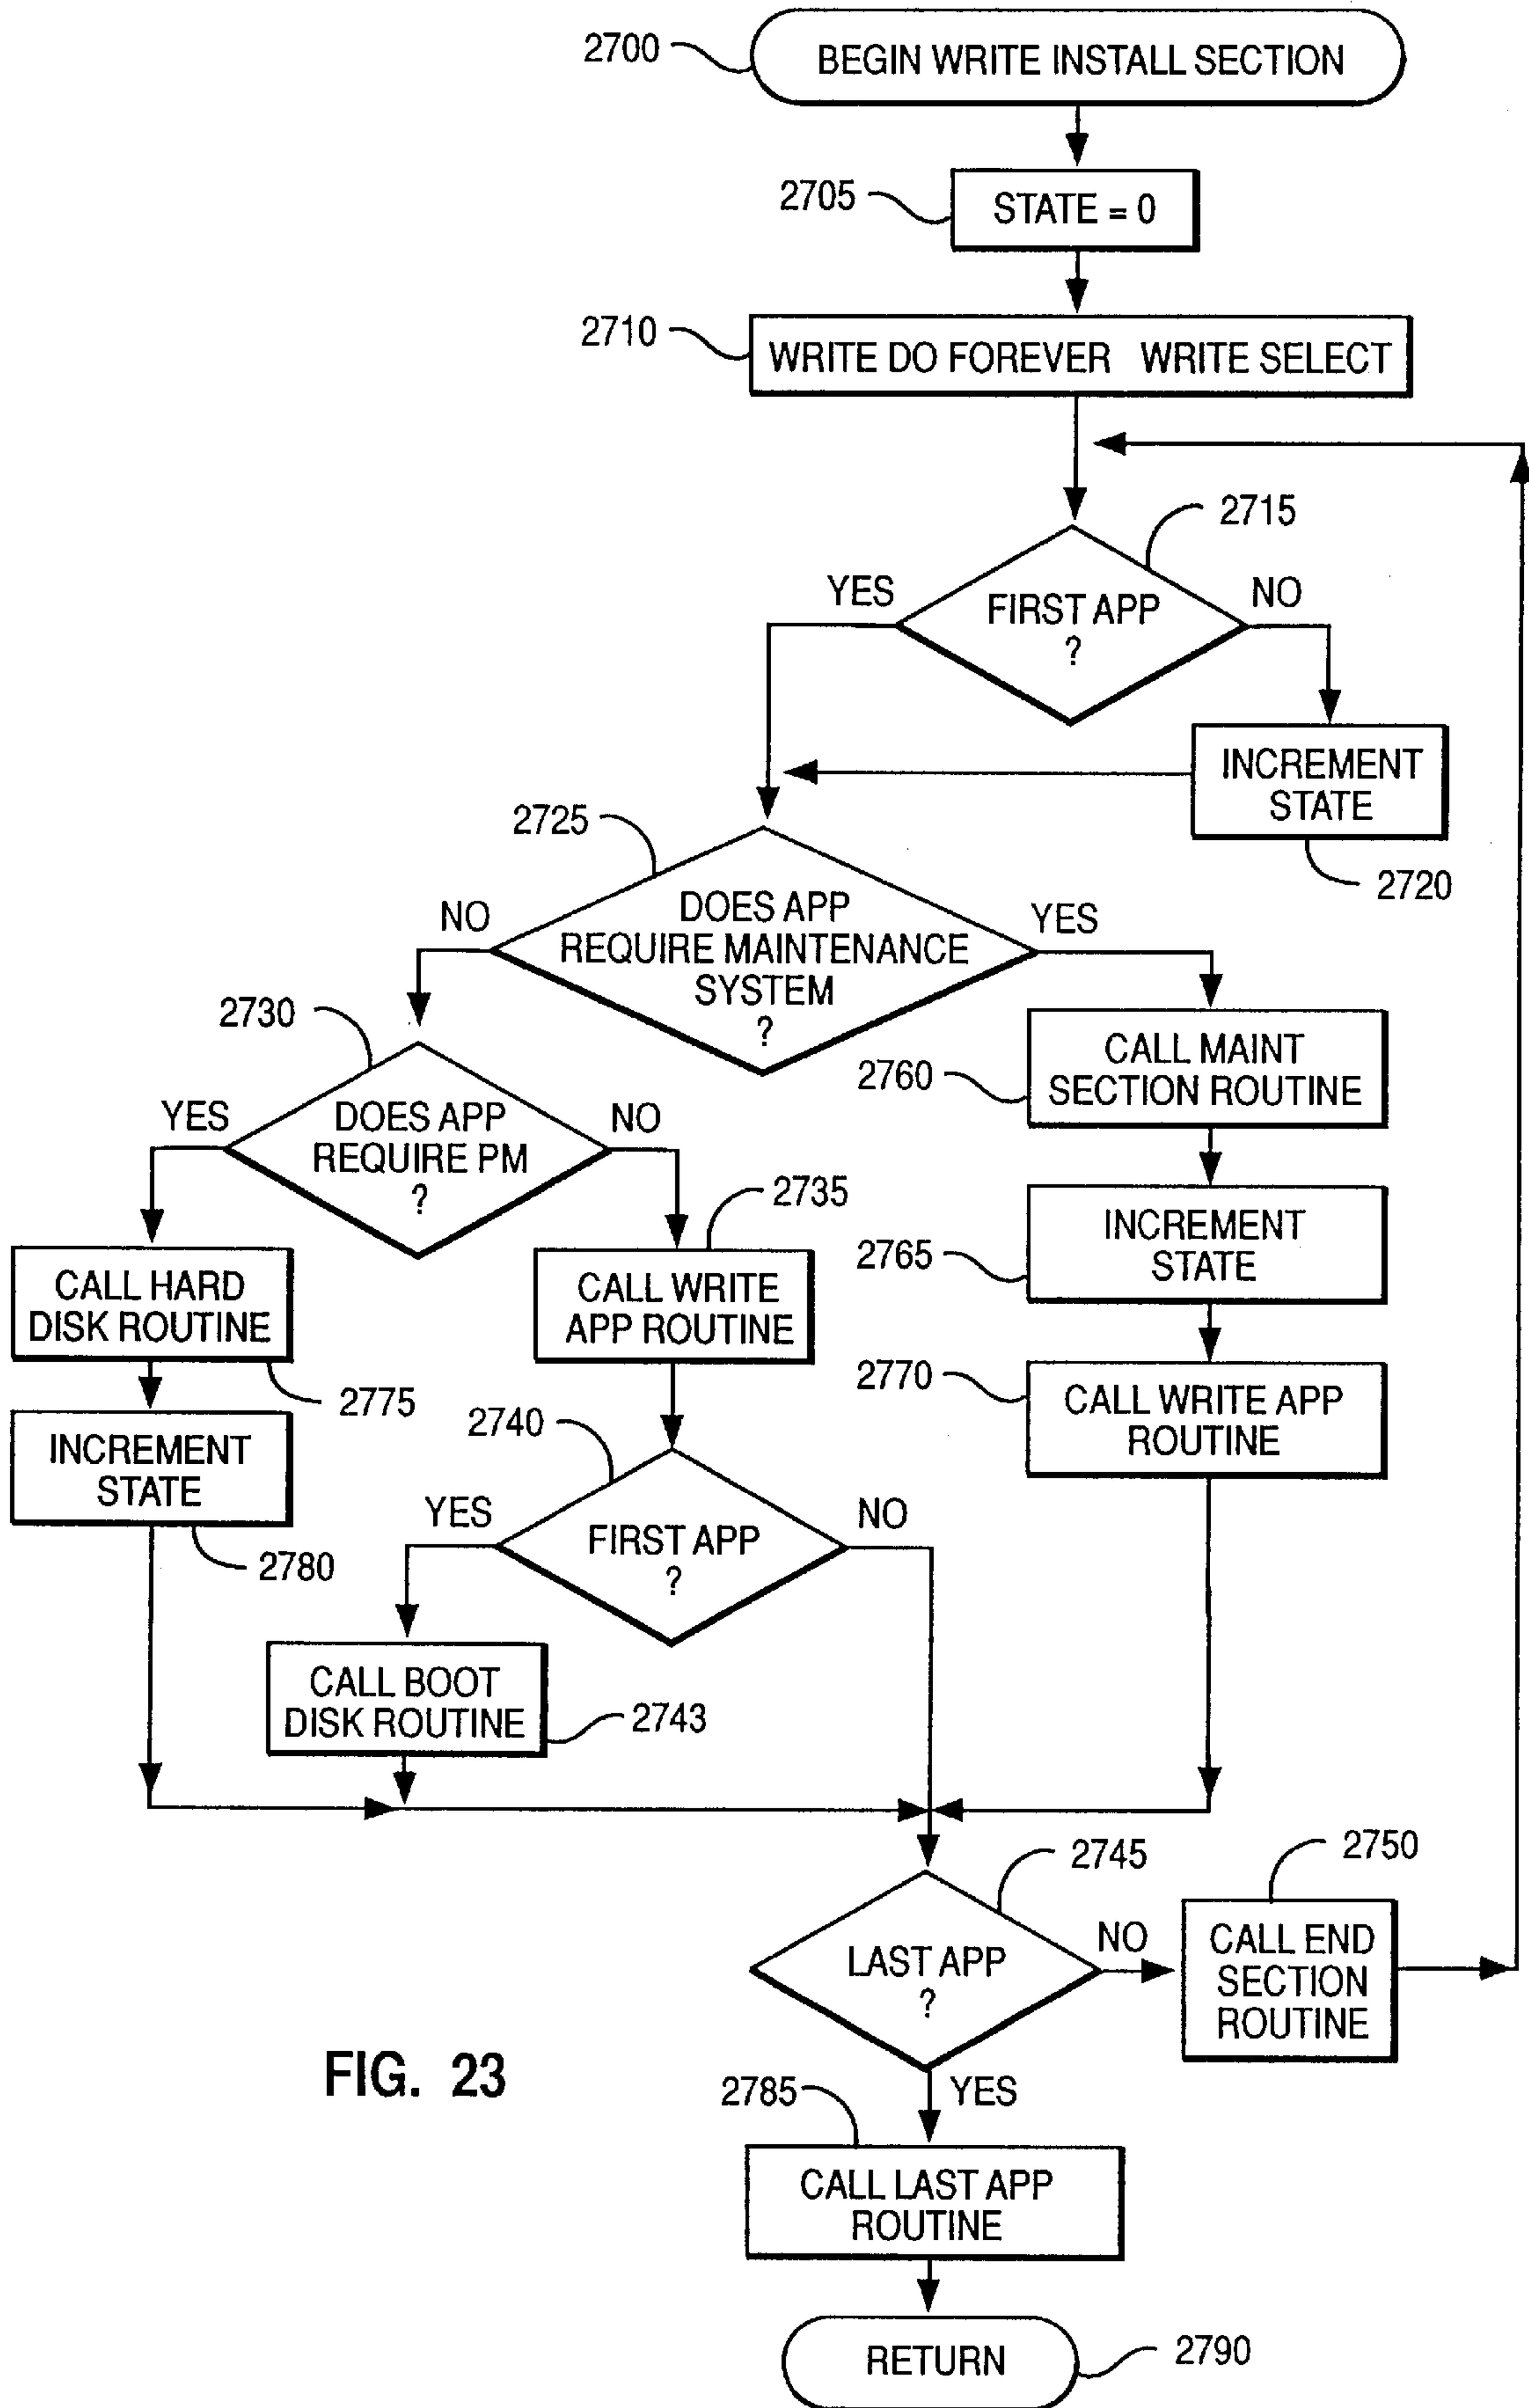 2700
BEGIN WRITE INSTALL SECTION
2705
STATE = 0
2710
WRITE DO FOREVER WRITE SELECT
2715
YES
NO
FIRST APP
?
INCREMENT
STATE
2720
2725
NO
YES
DOES APP
REQUIRE MAINTENANCE
SYSTEM
?
2730
YES
NO
DOES APP
REQUIRE PM
?
2760
CALL MAINT
SECTION ROUTINE
2735
2765
INCREMENT
STATE
CALL HARD
DISK ROUTINE
2775
CALL WRITE
APP ROUTINE
2770
CALL WRITE APP
ROUTINE
INCREMENT
STATE
2780
2740
YES
NO
FIRST APP
?
CALL BOOT
DISK ROUTINE
2743
2745
2750
LAST APP
?
NO
CALL END
SECTION
ROUTINE
FIG. 23
YES
2785
CALL LAST APP
ROUTINE
RETURN
2790